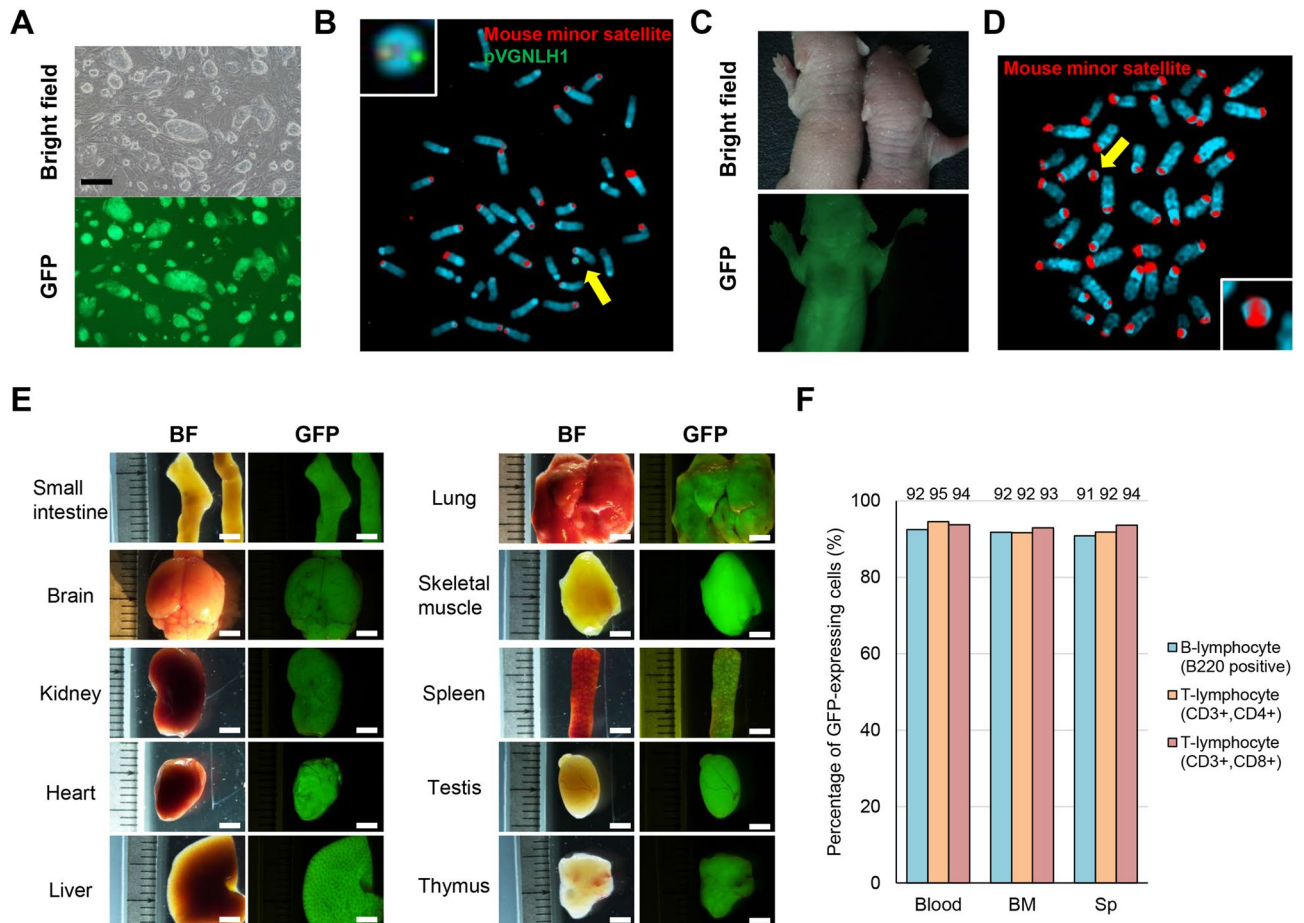 A
Bright field
GFP
B
Mouse minor satellite
pVGNLH1
C
Bright field
GFP
D
Mouse minor satellite
E
BF
GFP
Small
intestine
Brain
Kidney
Heart
Liver
BF
GFP
Lung
Skeletal
muscle
Spleen
Testis
Thymus
F
Percentage of GFP-expressing cells (%)
100
80
60
40
20
0
92 95 94
92 92 93
91 92 94
Blood
BM
Sp
B-lymphocyte
(B220 positive)
T-lymphocyte
(CD3+,CD4+)
T-lymphocyte
(CD3+,CD8+)